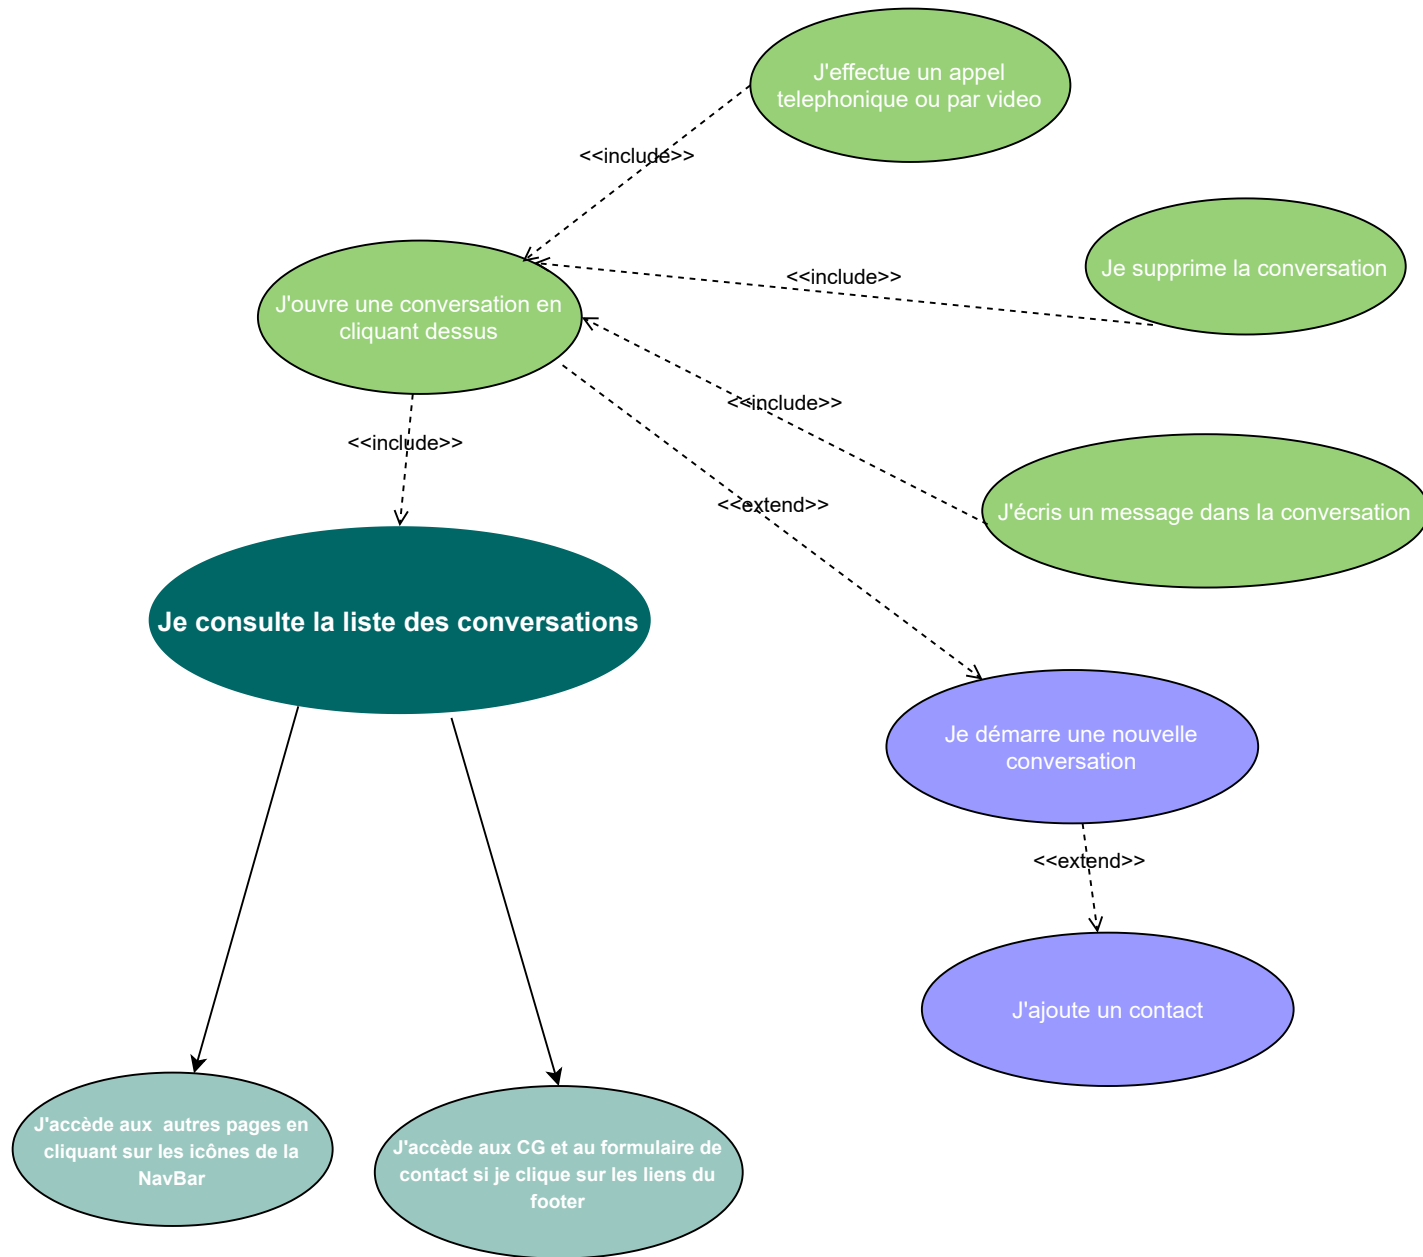 J'effectue un appel
telephonique ou par video
<<include>>
Je supprime la conversation
<<include>>
J'ouvre une conversation en
cliquant dessus
<<include>>
<<include>>
<<extend>>
J'écris un message dans la conversation
Je consulte la liste des conversations
Je démarre une nouvelle
conversation
<<extend>>
J'ajoute un contact
J'accède aux  autres pages en
cliquant sur les icônes de la
NavBar
J'accède aux CG et au formulaire de
contact si je clique sur les liens du
footer